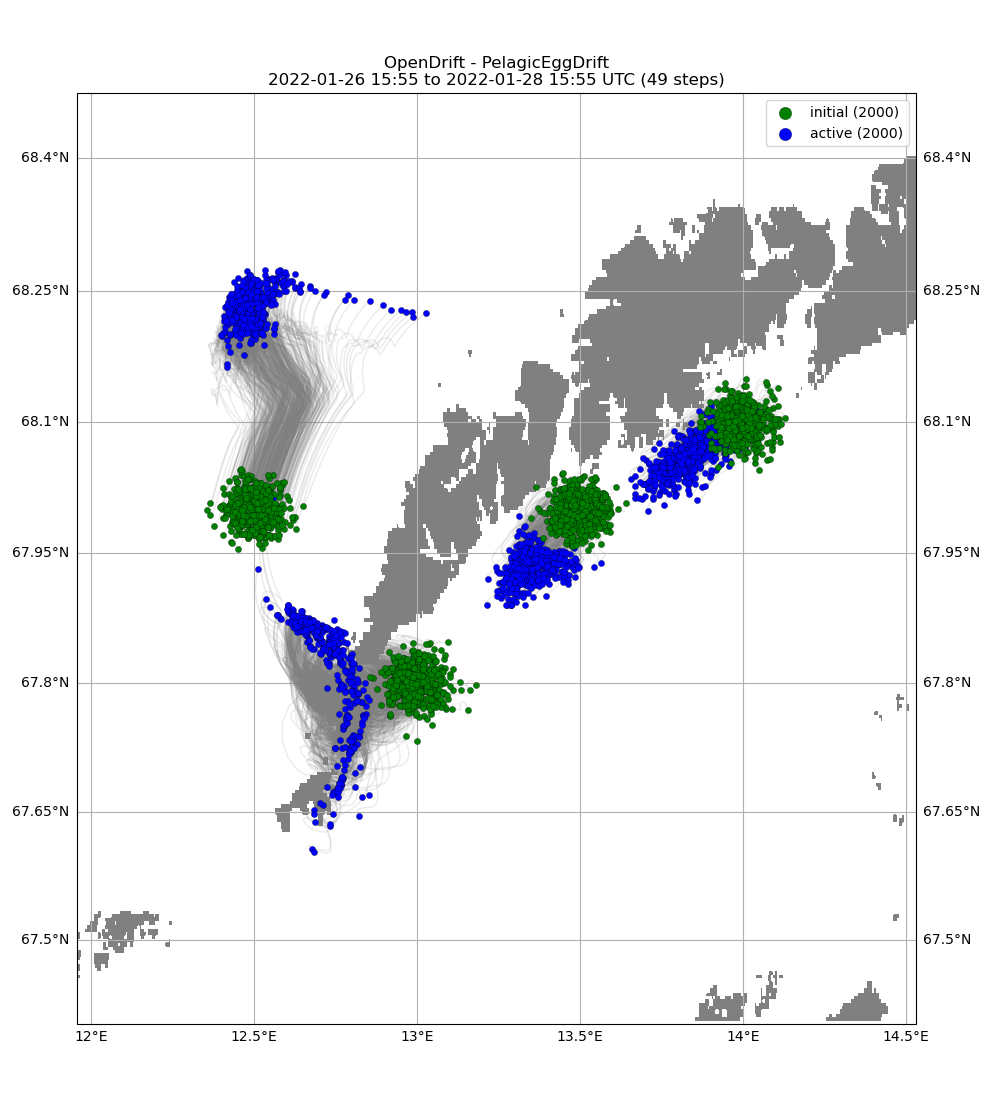 OpenDrift - PelagicEggDrift
2022-01-26 15:55 to 2022-01-28 15:55 UTC (49 steps)
initial (2000)
active (2000)
68.4°N
68.4°N
68.25°N
68.25°N
68.1°N
68.1°N
67.95°N
67.95°N
67.8°N
67.8°N
67.65°N
67.65°N
67.5°N
67.5°N
12°E
12.5°E
13°E
13.5°E
14°E
14.5°E